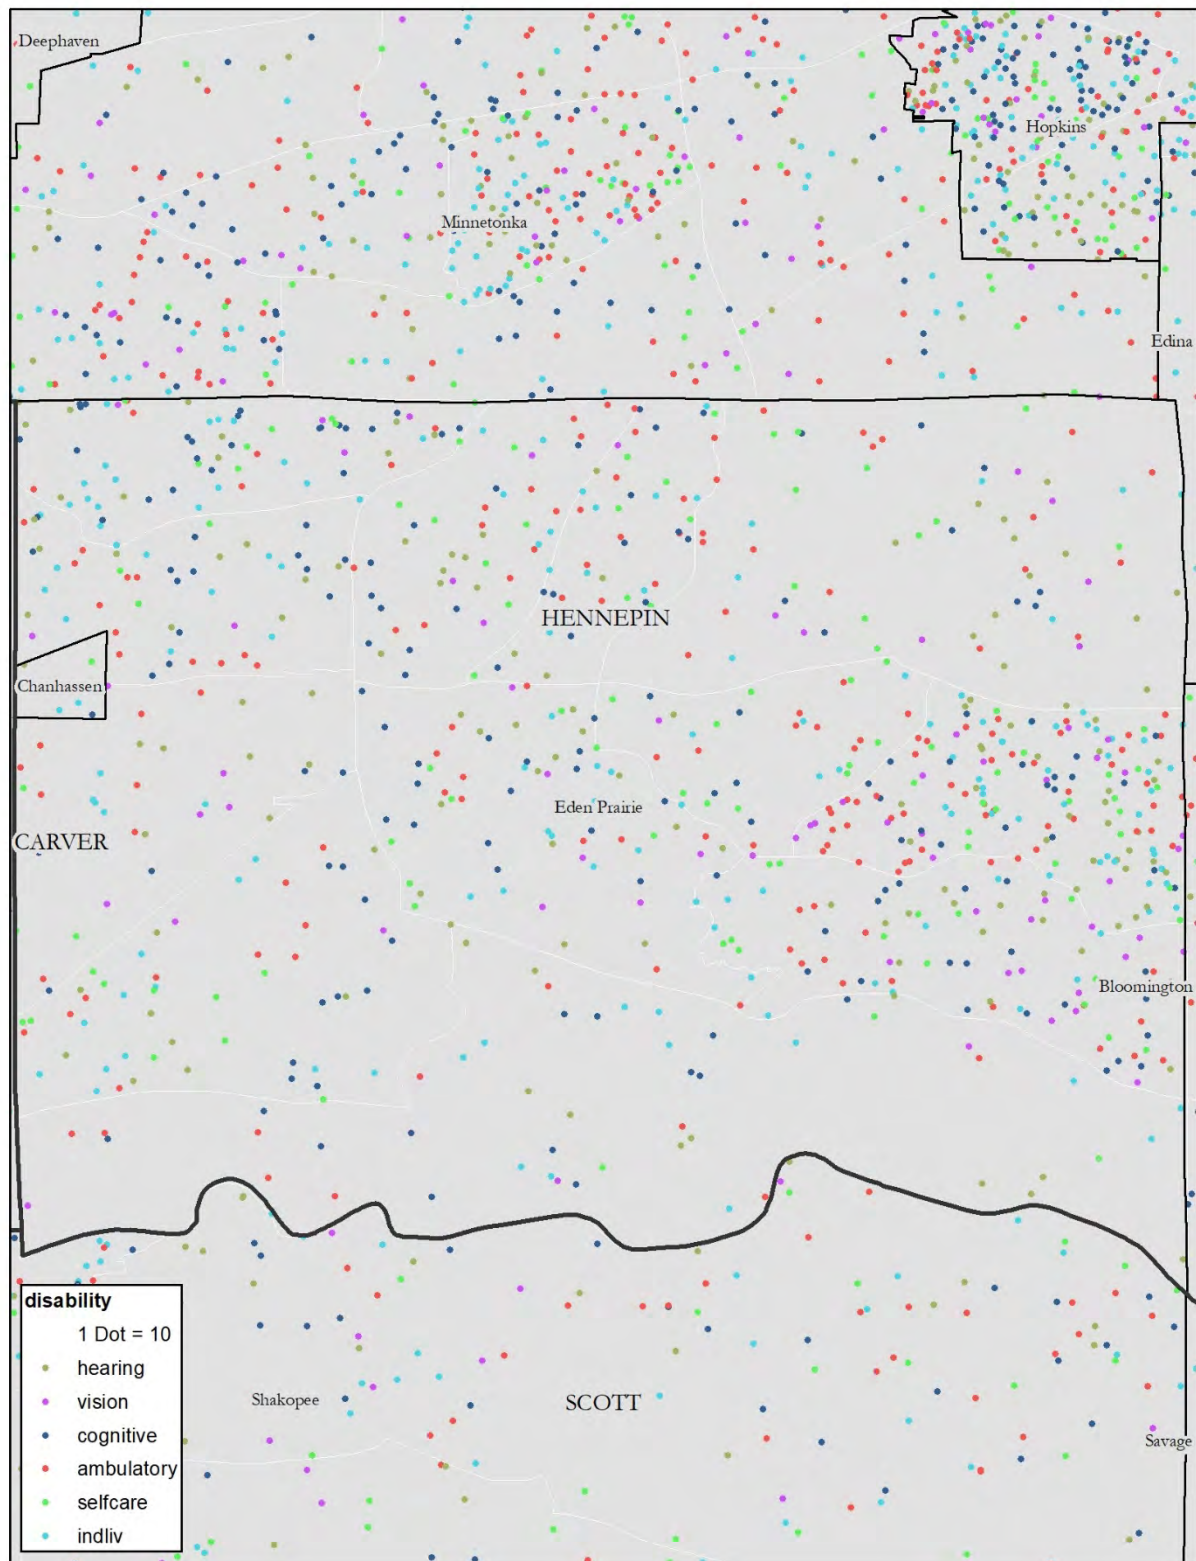 Deephaven
Hopkins
Minnetonka
Edina
HENNEPIN
Chanhassen
Eden Prairie
CARVER
Bloomington
disability
1 Dot = 10
hearing
vision
cognitive
ambulatory
selfcare
indliv
Shakopee
SCOTT
Savage